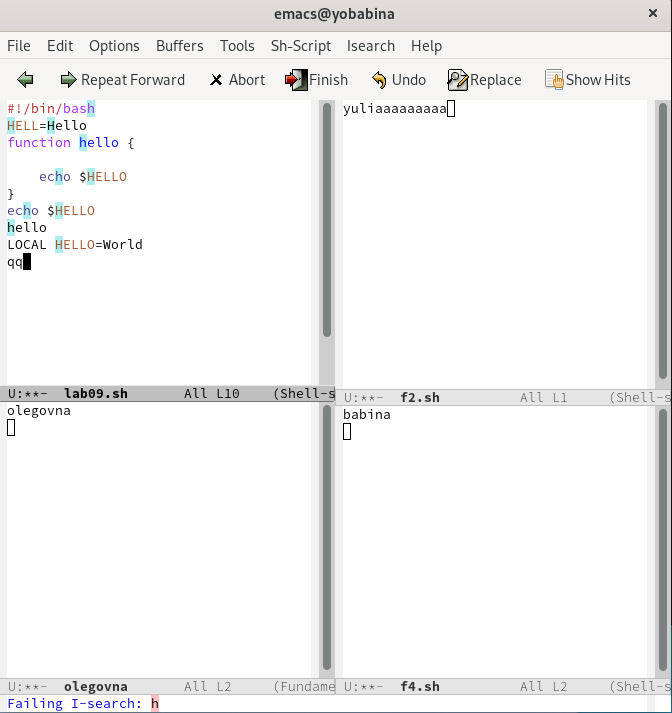 emacs@yobabina ×
File Edit Options Buffers Tools Sh-Script Isearch Help
Repeat Forward Abort Finish Undo Replace Show Hits
#!/bin/bash
HELL=Hello
function hello {
echo $HELLO
}
echo $HELLO
hello
LOCAL HELLO=World
qq
U:**- lab09.sh All L10 (Shell-s
yuliaaaaaaaaa
U:**- f2.sh All L1 (Shell-s
olegovna
U:**- olegovna All L2 (Fundame
babina
U:**- f4.sh All L2 (Shell-s
Failing I-search: h